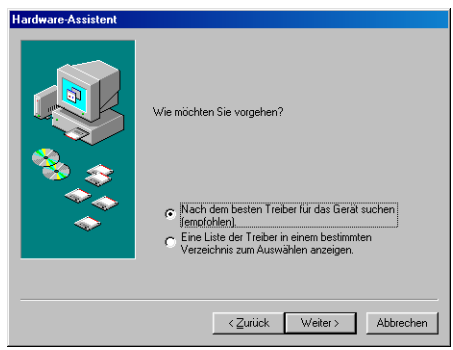 Hardware-Assistent
Wie möchten Sie vorgehen?
Nach dem besten Treiber für das Gerät suchen
(empfohlen).
Eine Liste der Treiber in einem bestimmten
Verzeichnis zum Auswählen anzeigen.
< Zurück
Weiter >
Abbrechen